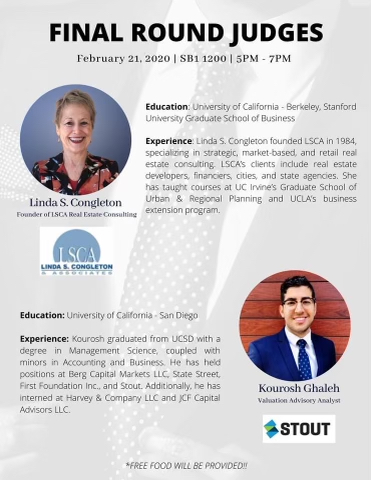 FINAL ROUND JUDGES
February 21, 2020 | SB1 1200 | 5PM - 7PM
Education: University of California - Berkeley, Stanford
University Graduate School of Business
Experience: Linda S. Congleton founded LSCA in 1984,
specializing in strategic, market-based, and retail real
estate consulting. LSCA's clients include real estate
developers, financiers, cities, and state agencies. She
has taught courses at UC Irvine's Graduate School of
Urban & Regional Planning and UCLA's business
extension program.
Linda S. Congleton
Founder of LSCA Real Estate Consulting
LSCA
LINDA S. CONGLETON
& ASSOCIATES
Education: University of California - San Diego
Experience: Kourosh graduated from UCSD with a
degree in Management Science, coupled with
minors in Accounting and Business. He has held
positions at Berg Capital Markets LLC, State Street,
First Foundation Inc., and Stout. Additionally, he has
interned at Harvey & Company LLC and JCF Capital
Advisors LLC.
Kourosh Ghaleh
Valuation Advisory Analyst
STOUT
*FREE FOOD WILL BE PROVIDED!!